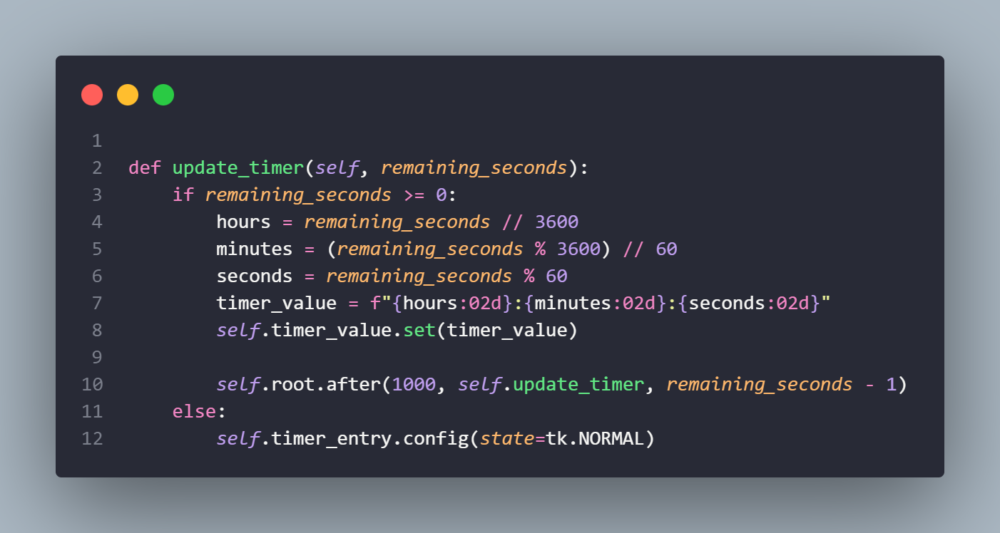 1
2 def update_timer(self, remaining_seconds):
3     if remaining_seconds >= 0:
4         hours = remaining_seconds // 3600
5         minutes = (remaining_seconds % 3600) // 60
6         seconds = remaining_seconds % 60
7         timer_value = f"{hours:02d}:{minutes:02d}:{seconds:02d}"
8         self.timer_value.set(timer_value)
9
10         self.root.after(1000, self.update_timer, remaining_seconds - 1)
11     else:
12         self.timer_entry.config(state=tk.NORMAL)